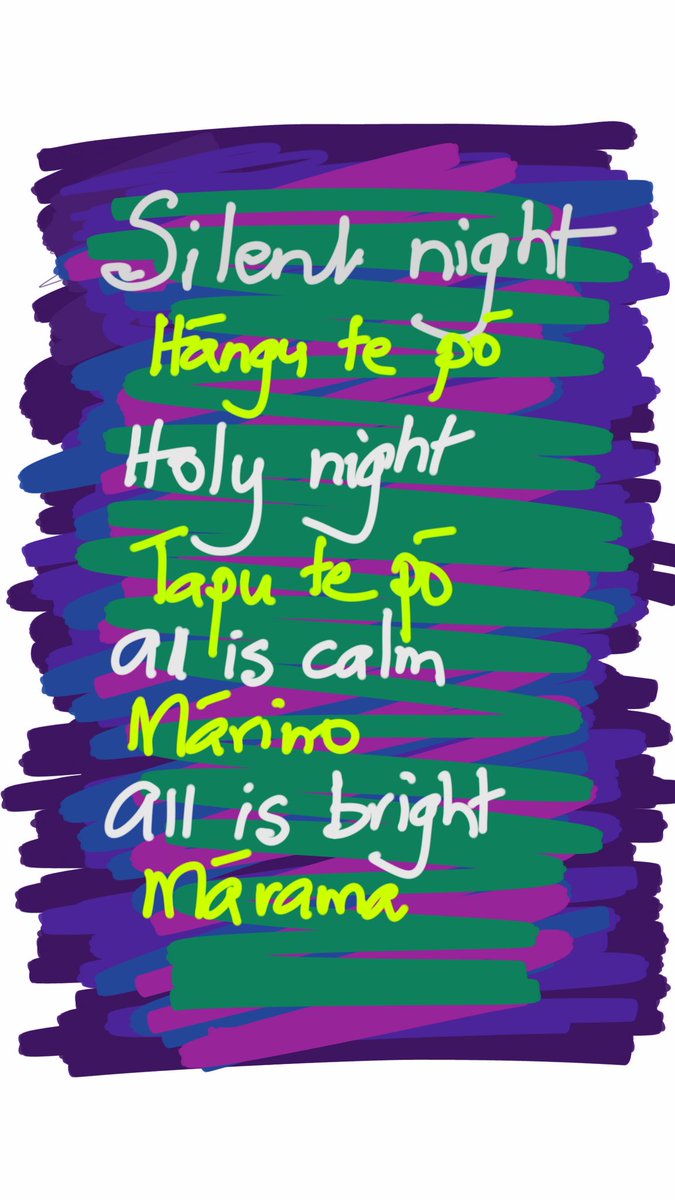 Silent night
Hāngu te pō
Holy night
Tapu te pō
All is calm
Mārino
All is bright
Mārama